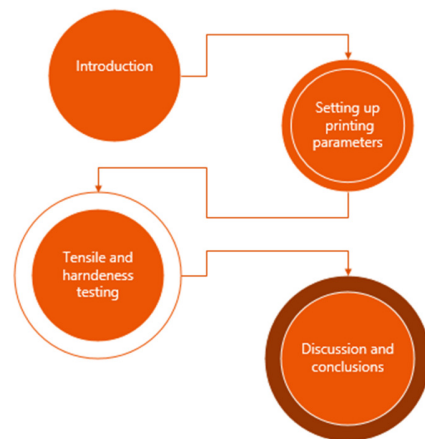 Introduction
Setting up
printing
parameters
Tensile and
harndeness
testing
Discussion and
conclusions